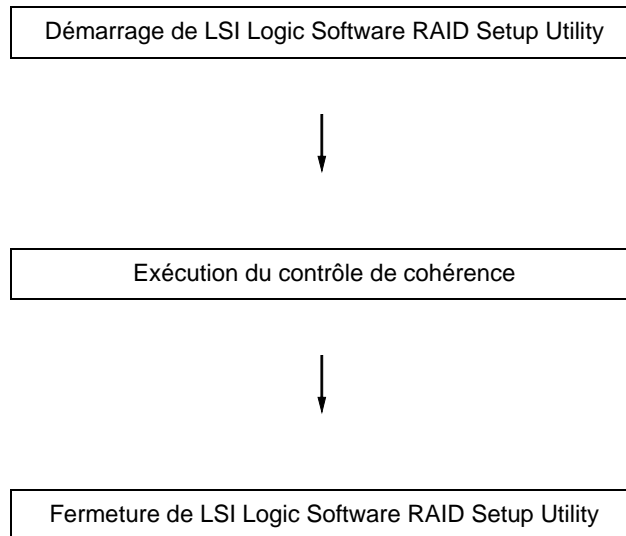 Démarrage de LSI Logic Software RAID Setup Utility
Exécution du contrôle de cohérence
Fermeture de LSI Logic Software RAID Setup Utility